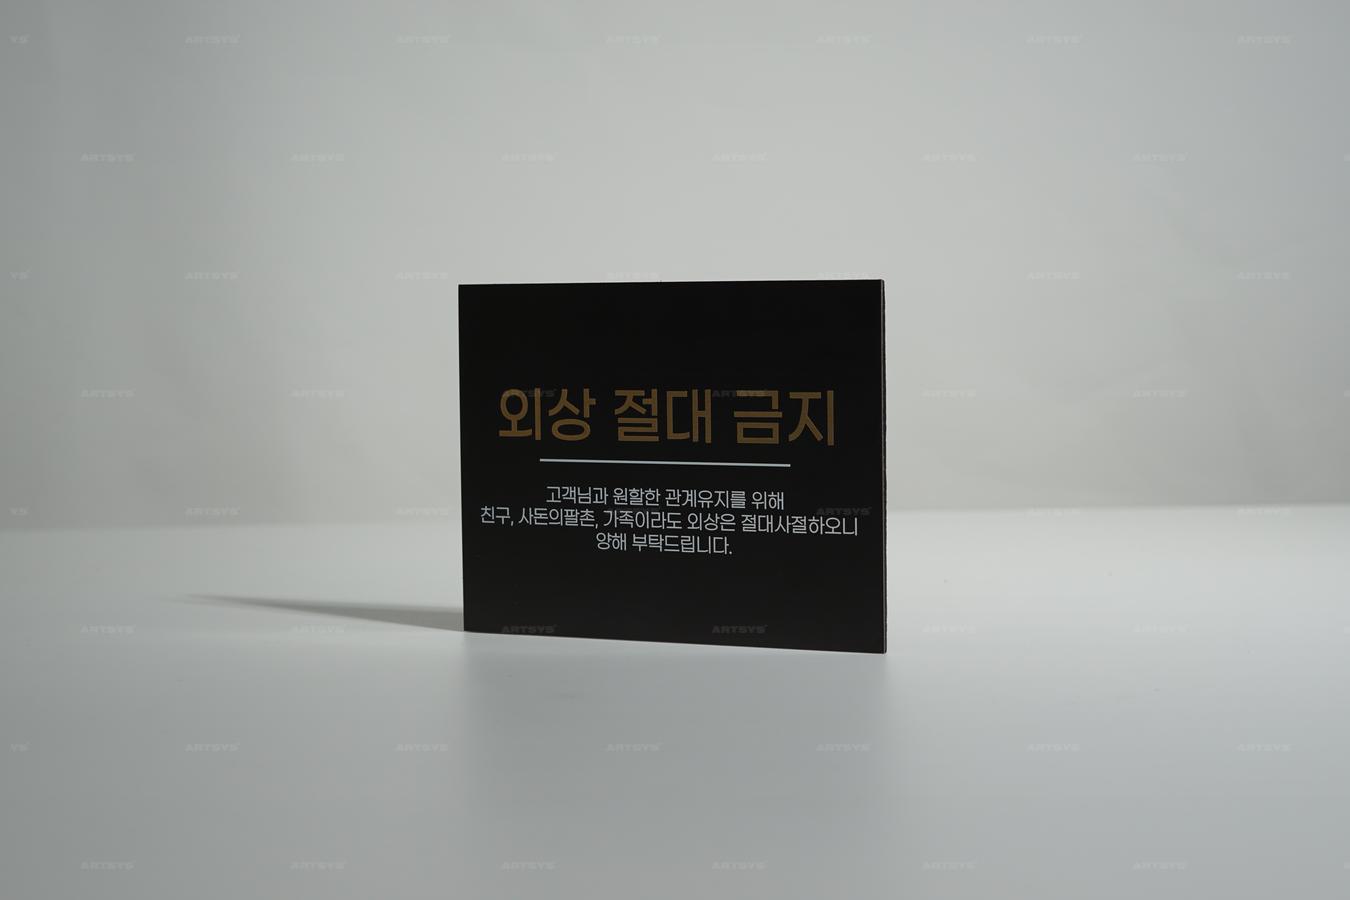 외상 절대 금지
고객님과 원할한 관계유지를 위해
친구, 사돈의팔촌, 가족이라도 외상은 절대사절하오니
양해 부탁드립니다.
ARTSYS